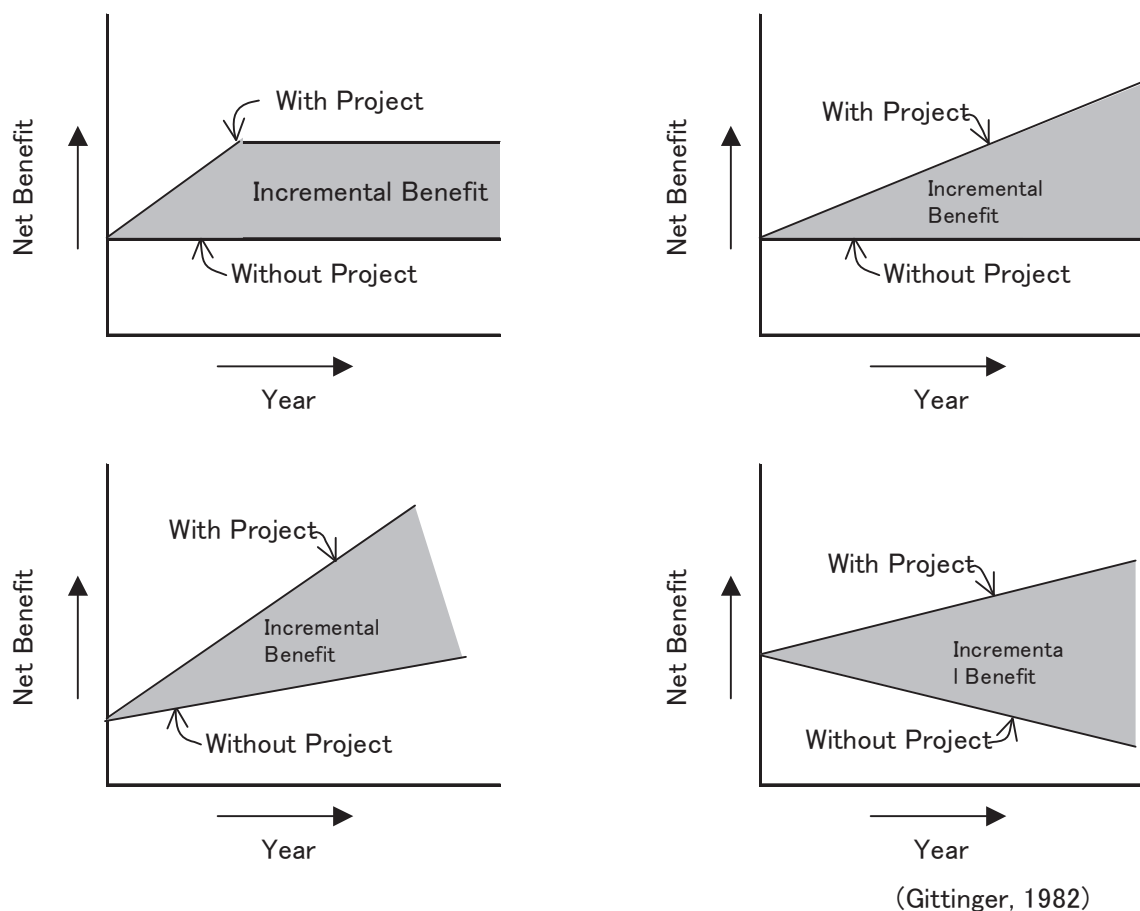 With Project
Net Benefit
Incremental Benefit
Without Project
Year
With Project
Net Benefit
Incremental
Benefit
Without Project
Year
With Project
Net Benefit
Incremental
Benefit
Without Project
Year
With Project
Net Benefit
Incrementa
l Benefit
Without Project
Year
(Gittinger, 1982)